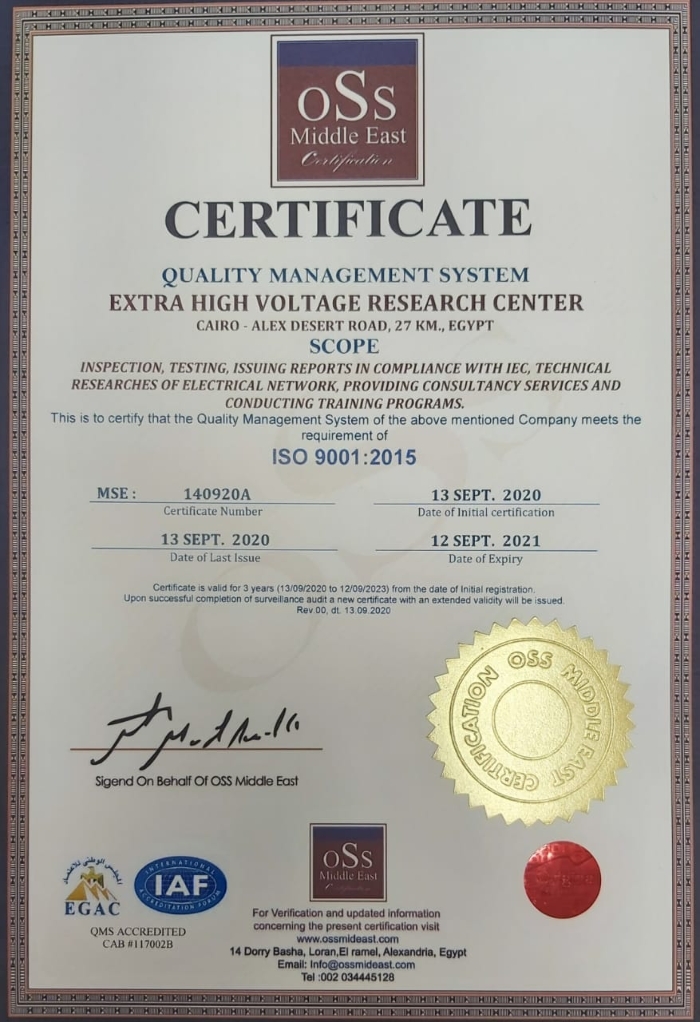 OSS
Middle East
Certification
CERTIFICATE
QUALITY MANAGEMENT SYSTEM
EXTRA HIGH VOLTAGE RESEARCH CENTER
CAIRO - ALEX DESERT ROAD, 27 KM., EGYPT
SCOPE
INSPECTION, TESTING, ISSUING REPORTS IN COMPLIANCE WITH IEC, TECHNICAL
RESEARCHES OF ELECTRICAL NETWORK, PROVIDING CONSULTANCY SERVICES AND
CONDUCTING TRAINING PROGRAMS.
This is to certify that the Quality Management System of the above mentioned Company meets the
requirement of
ISO 9001:2015
MSE : 140920A
Certificate Number
13 SEPT. 2020
Date of Initial certification
13 SEPT. 2020
Date of Last Issue
12 SEPT. 2021
Date of Expiry
Certificate is valid for 3 years (13/09/2020 to 12/09/2023) from the date of Initial registration.
Upon successful completion of surveillance audit a new certificate with an extended validity will be issued.
Rev.00, dt. 13.09.2020
OSS MIDDLE EAST CERTIFICATION
Sigend On Behalf Of OSS Middle East
المجلس الوطني للاعتماد
EGAC
INTERNATIONAL
IAF
ACCREDITATION FORUM
QMS ACCREDITED
CAB #117002B
OSS
Middle East
Certification
For Verification and updated information
concerning the present certification visit
www.ossmideast.com
14 Dorry Basha, Loran,El ramel, Alexandria, Egypt
Email: Info@ossmideast.com
Tel :002 034445128